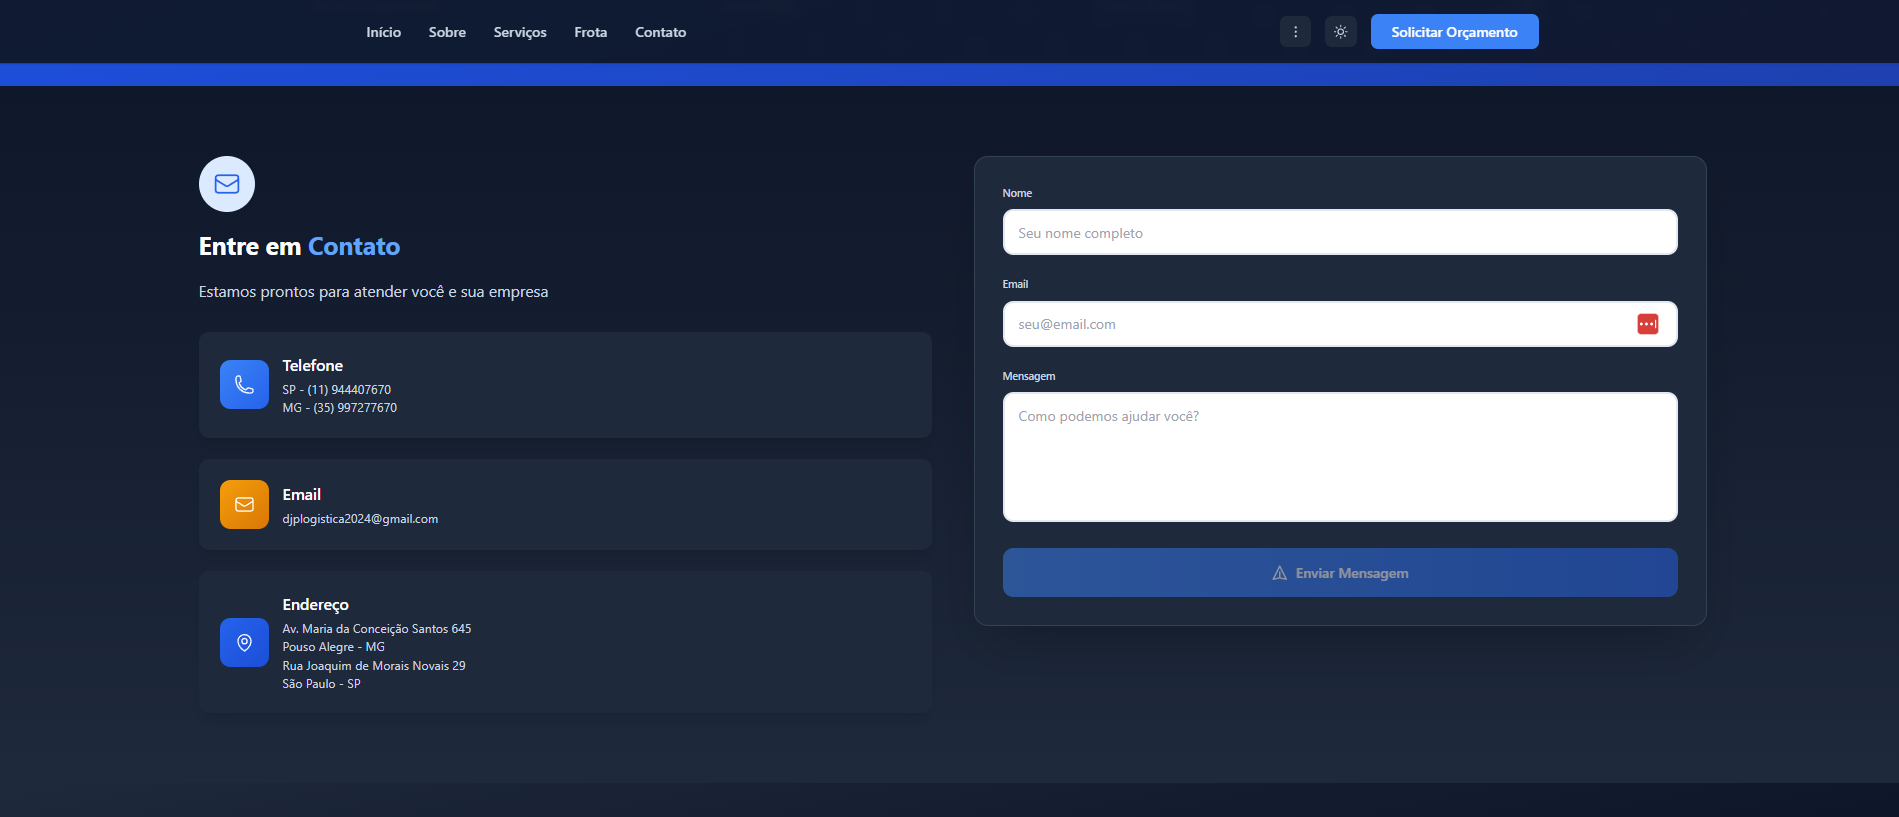 Início
Sobre
Serviços
Frota
Contato
Solicitar Orçamento
Entre em Contato
Estamos prontos para atender você e sua empresa
Telefone
SP - (11) 944407670
MG - (35) 997277670
Email
djplogistica2024@gmail.com
Endereço
Av. Maria da Conceição Santos 645
Pouso Alegre - MG
Rua Joaquim de Morais Novais 29
São Paulo - SP
Nome
Seu nome completo
Email
seu@email.com
Mensagem
Como podemos ajudar você?
Enviar Mensagem